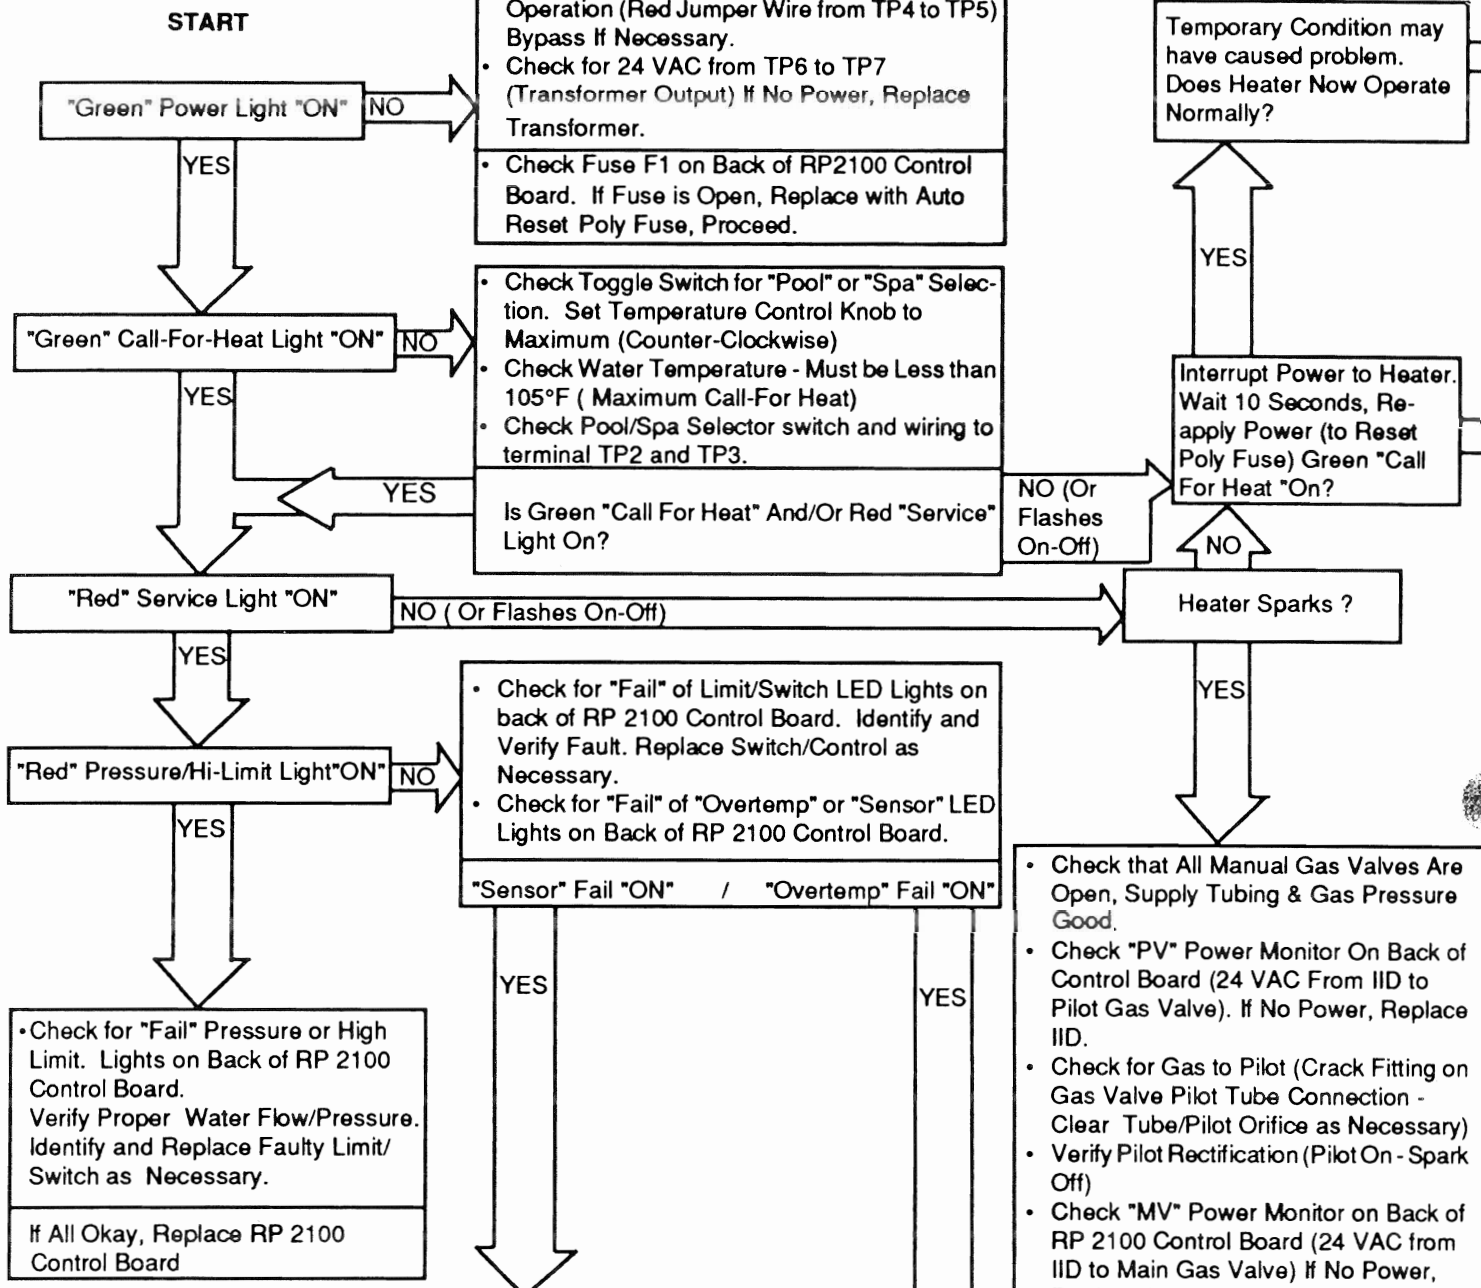 START
Operation (Red Jumper Wire from TP4 to TP5)
Bypass If Necessary.
• Check for 24 VAC from TP6 to TP7
(Transformer Output) If No Power, Replace
Transformer.
• Check Fuse F1 on Back of RP2100 Control
Board. If Fuse is Open, Replace with Auto
Reset Poly Fuse, Proceed.
"Green" Power Light "ON"
NO
YES
Temporary Condition may
have caused problem.
Does Heater Now Operate
Normally?
YES
"Green" Call-For-Heat Light "ON"
NO
YES
• Check Toggle Switch for "Pool" or "Spa" Selec-
tion. Set Temperature Control Knob to
Maximum (Counter-Clockwise)
• Check Water Temperature - Must be Less than
105°F ( Maximum Call-For Heat)
• Check Pool/Spa Selector switch and wiring to
terminal TP2 and TP3.
YES
Is Green "Call For Heat" And/Or Red "Service"
Light On?
NO (Or
Flashes
On-Off)
Interrupt Power to Heater.
Wait 10 Seconds, Re-
apply Power (to Reset
Poly Fuse) Green "Call
For Heat "On?
NO
"Red" Service Light "ON"
NO ( Or Flashes On-Off)
Heater Sparks ?
YES
YES
"Red" Pressure/Hi-Limit Light"ON"
NO
YES
• Check for "Fail" of Limit/Switch LED Lights on
back of RP 2100 Control Board. Identify and
Verify Fault. Replace Switch/Control as
Necessary.
• Check for "Fail" of "Overtemp" or "Sensor" LED
Lights on Back of RP 2100 Control Board.
"Sensor" Fail "ON" / "Overtemp" Fail "ON"
YES
YES
• Check for "Fail" Pressure or High
Limit. Lights on Back of RP 2100
Control Board.
Verify Proper Water Flow/Pressure.
Identify and Replace Faulty Limit/
Switch as Necessary.
If All Okay, Replace RP 2100
Control Board
• Check that All Manual Gas Valves Are
Open, Supply Tubing & Gas Pressure
Good.
• Check "PV" Power Monitor On Back of
Control Board (24 VAC From IID to
Pilot Gas Valve). If No Power, Replace
IID.
• Check for Gas to Pilot (Crack Fitting on
Gas Valve Pilot Tube Connection -
Clear Tube/Pilot Orifice as Necessary)
• Verify Pilot Rectification (Pilot On - Spark
Off)
• Check "MV" Power Monitor on Back of
RP 2100 Control Board (24 VAC from
IID to Main Gas Valve) If No Power,